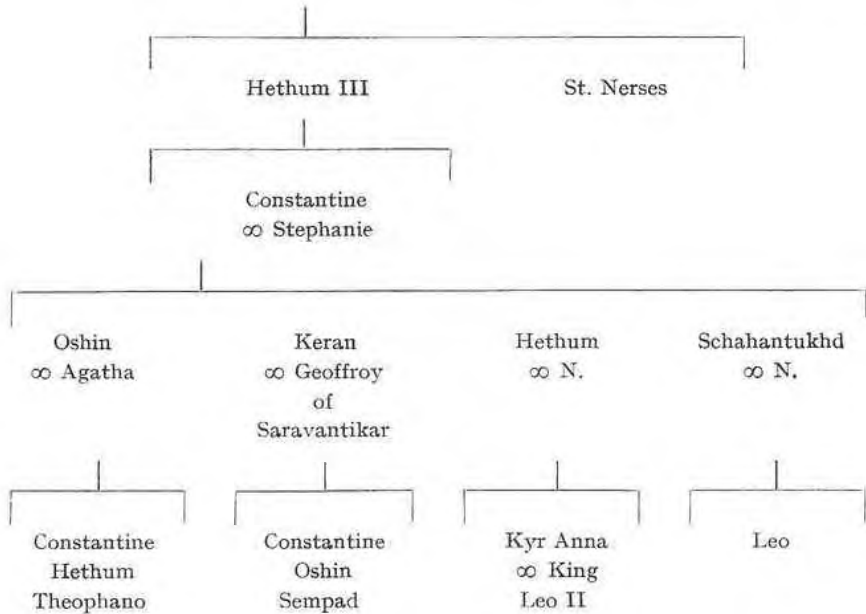 Hethum III St. Nerses
Constantine
∞ Stephanie
Oshin Keran Hethum Schahantukhd
∞ Agatha ∞ Geoffroy ∞ N. ∞ N.
of
Saravantikar
Constantine Constantine Kyr Anna Leo
Hethum Oshin ∞ King
Theophano Sempad Leo II